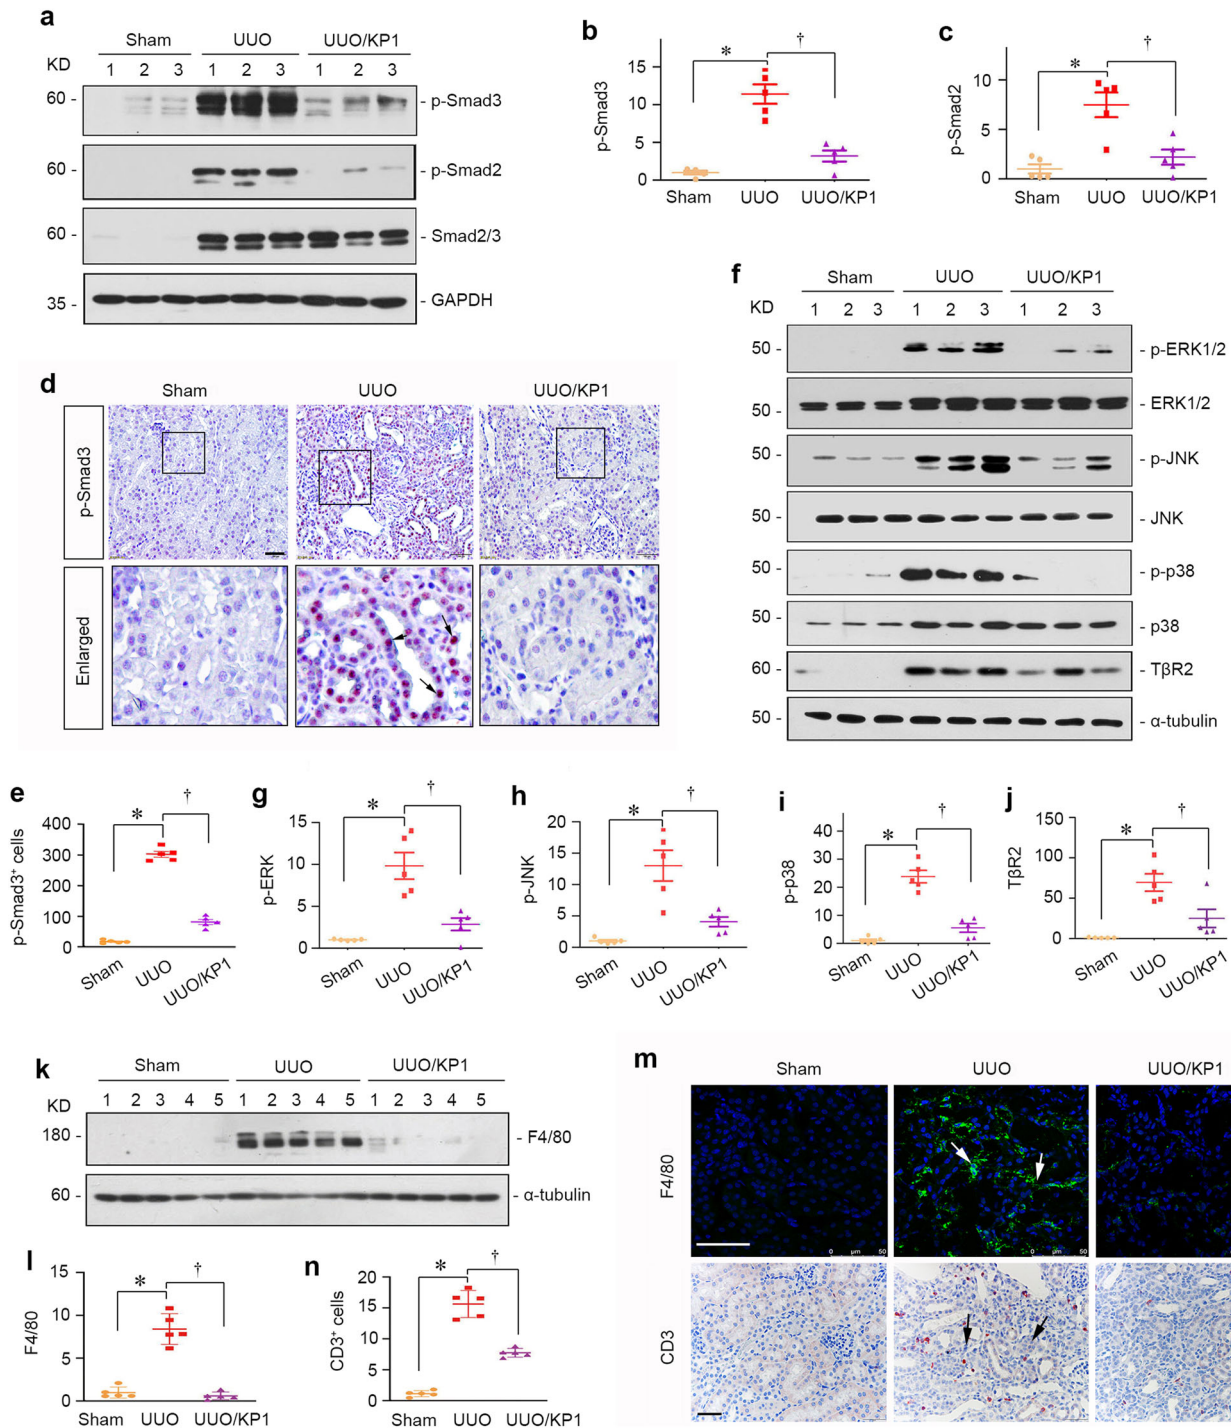 a
Sham UUO UUO/KP1
KD 1 2 3 1 2 3 1 2 3
60 - - p-Smad3
60 - - p-Smad2
60 - - Smad2/3
35 - - GAPDH
b
p-Smad3
15
10
5
0
* †
Sham UUO UUO/KP1
c
p-Smad2
10
5
0
* †
Sham UUO UUO/KP1
d
Sham UUO UUO/KP1
p-Smad3
Enlarged
f
Sham UUO UUO/KP1
KD 1 2 3 1 2 3 1 2 3
50 - - p-ERK1/2
50 - - ERK1/2
50 - - p-JNK
50 - - JNK
50 - - p-p38
50 - - p38
60 - - TβR2
50 - - α-tubulin
e
p-Smad3⁺ cells
400
300
200
100
0
* †
Sham UUO UUO/KP1
g
p-ERK
15
10
5
0
* †
Sham UUO UUO/KP1
h
p-JNK
20
15
10
5
0
* †
Sham UUO UUO/KP1
i
p-p38
40
30
20
10
0
* †
Sham UUO UUO/KP1
j
TβR2
150
100
50
0
* †
Sham UUO UUO/KP1
k
Sham UUO UUO/KP1
KD 1 2 3 4 5 1 2 3 4 5 1 2 3 4 5
180 - - F4/80
60 - - α-tubulin
l
F4/80
15
10
5
0
* †
Sham UUO UUO/KP1
n
CD3⁺ cells
20
15
10
5
0
* †
Sham UUO UUO/KP1
m
Sham UUO UUO/KP1
F4/80
0 µm 50
0 µm 50
0 µm 50
CD3